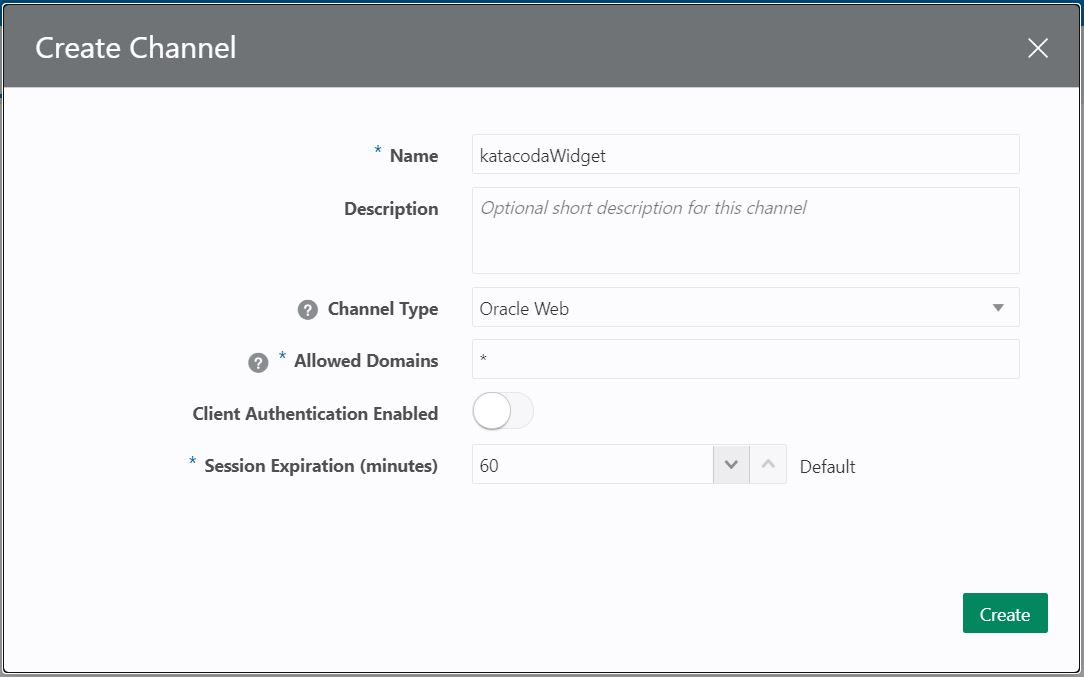 Create Channel
* Name katacodaWidget
Description Optional short description for this channel
? Channel Type Oracle Web
? * Allowed Domains *
Client Authentication Enabled
* Session Expiration (minutes) 60 Default
Create